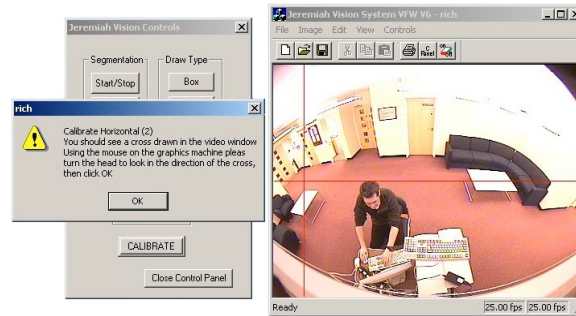 Jeremiah Vision Controls
Segmentation
Draw Type
Start/Stop
Box
rich
Calibrate Horizontal (2)
You should see a cross drawn in the video window
Using the mouse on the graphics machine pleas
turn the head to look in the direction of the cross,
then click OK
OK
CALIBRATE
Close Control Panel
Jeremiah Vision System VFW V6 - rich
File Image Edit View Controls
C
Panel
Ready
25.00 fps
25.00 fps